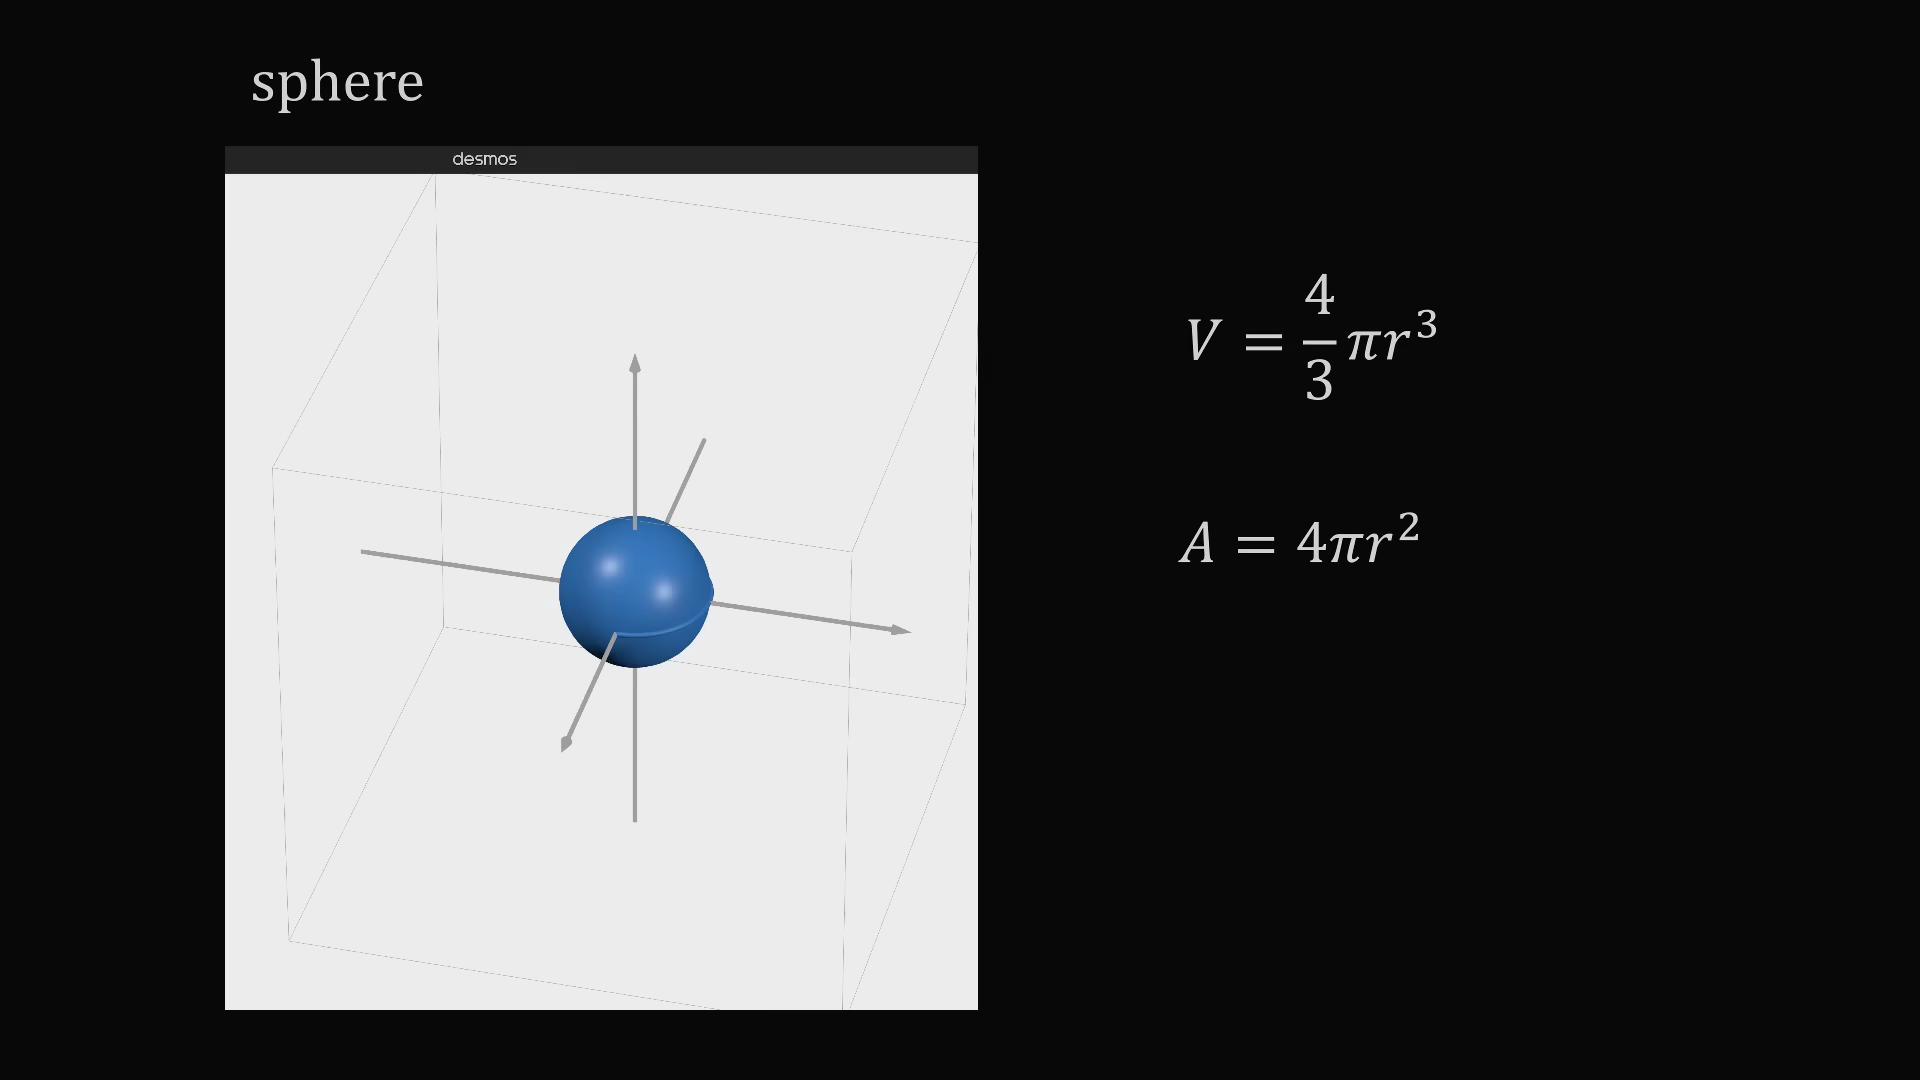 sphere
desmos
V = 4/3 πr³
A = 4πr²